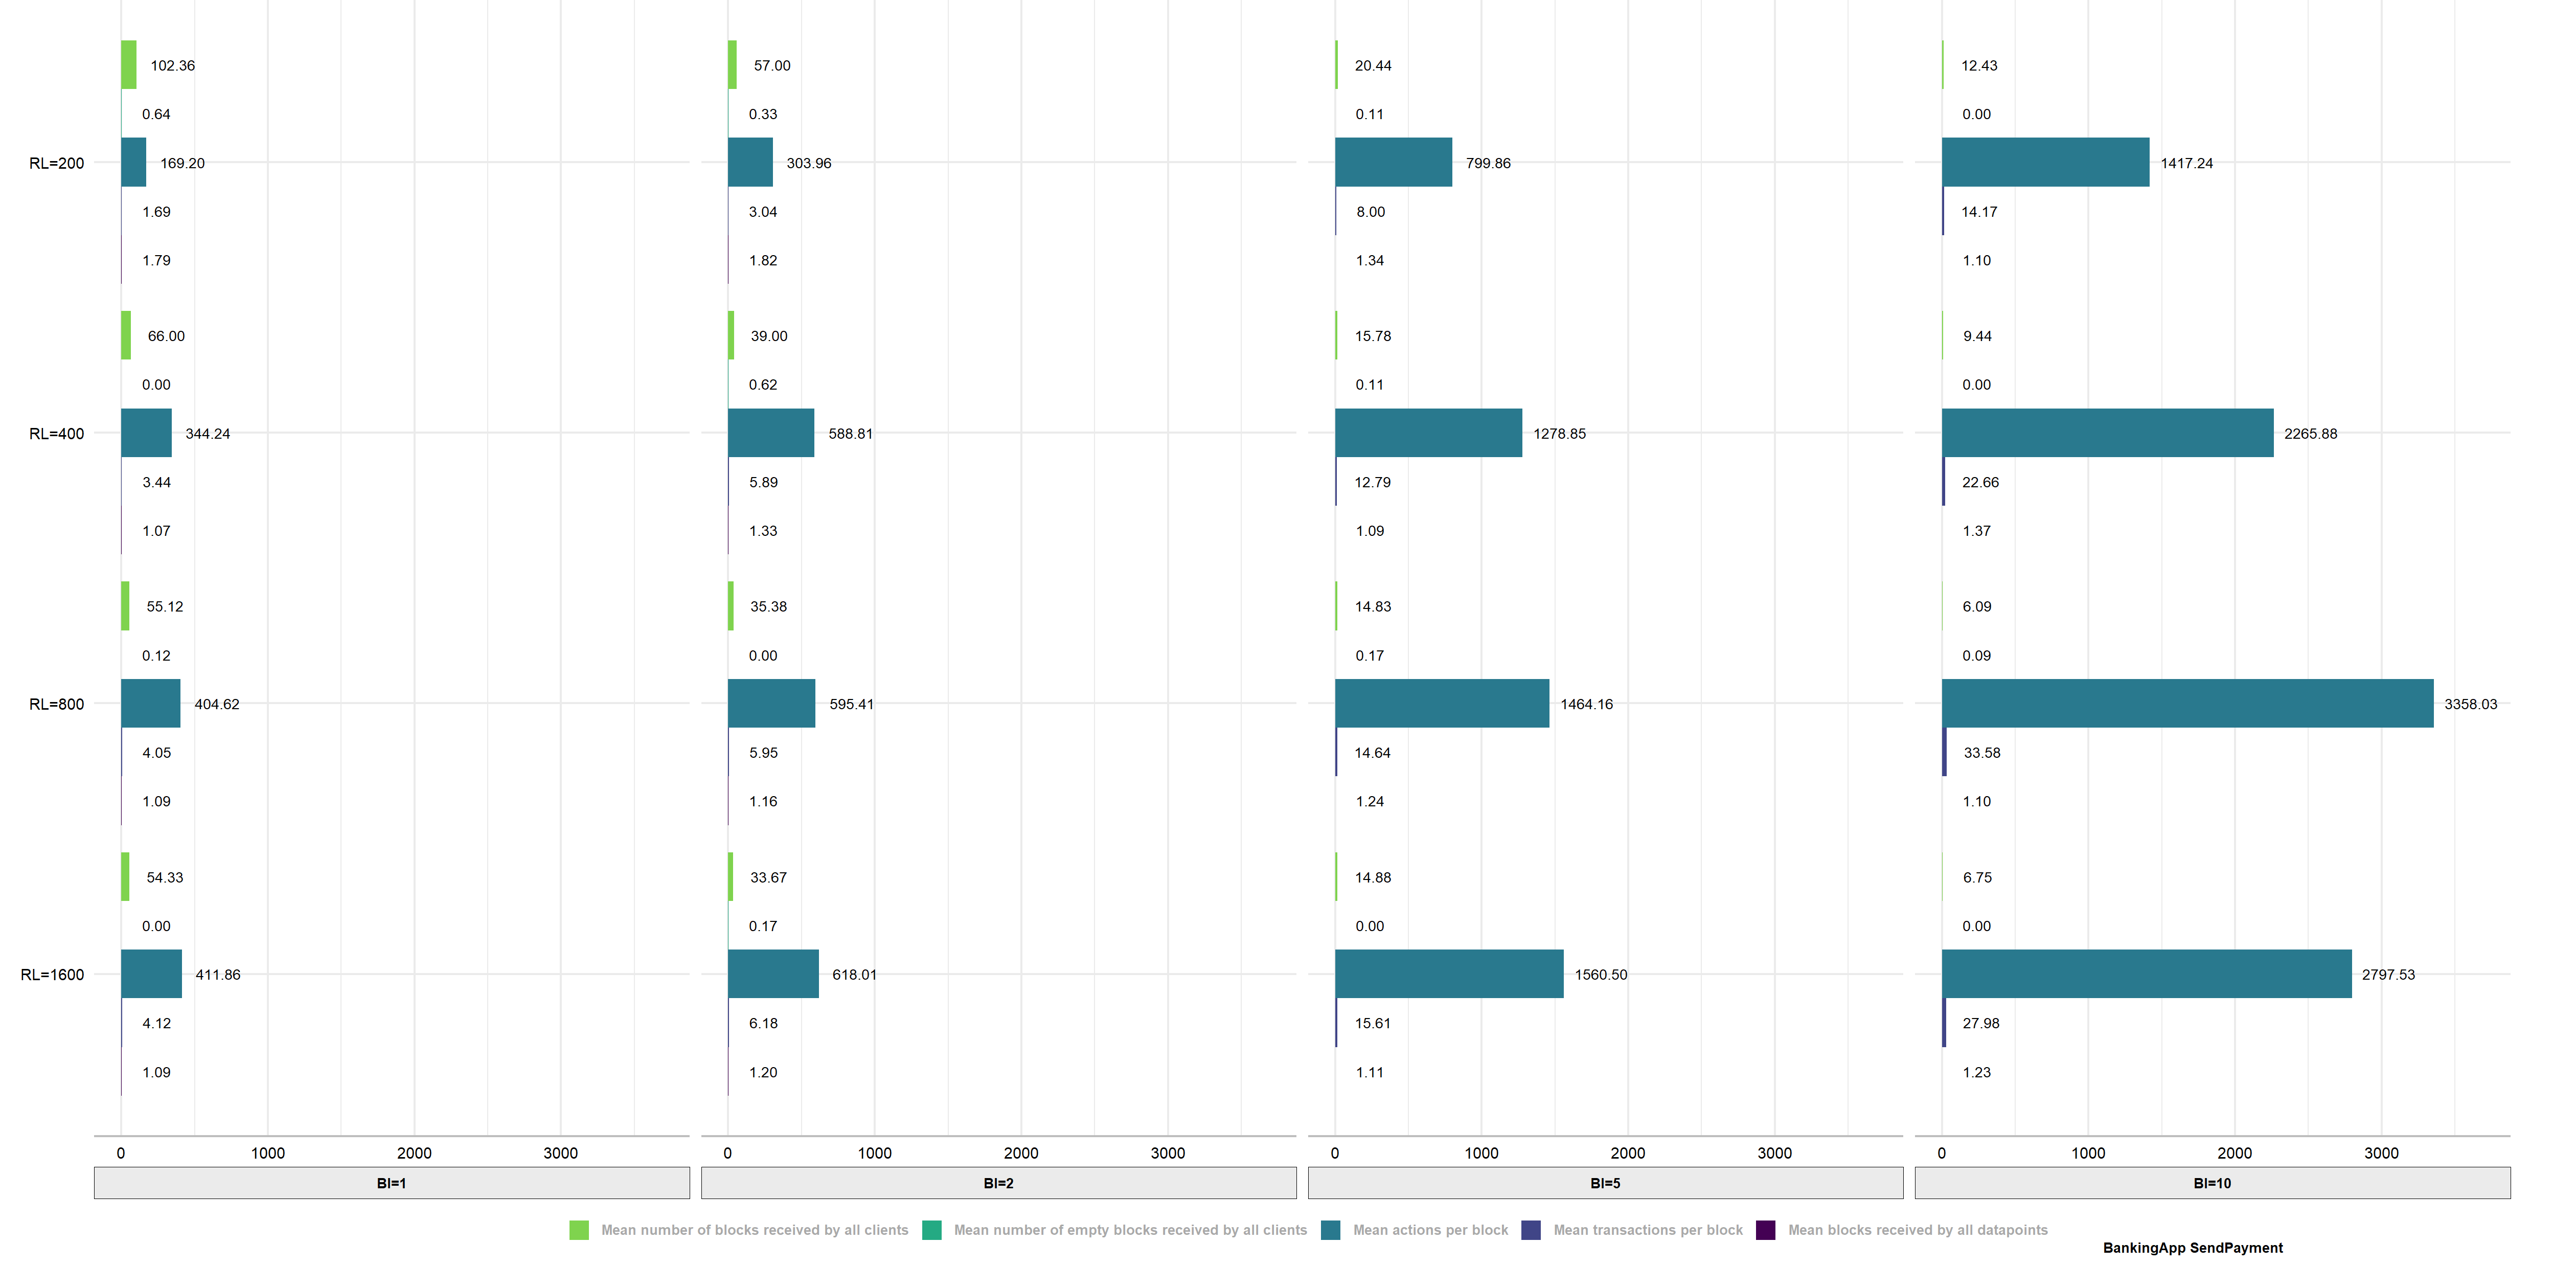 102.36 57.00 20.44 12.43
0.64 0.33 0.11 0.00
RL=200 169.20 303.96 799.86 1417.24
1.69 3.04 8.00 14.17
1.79 1.82 1.34 1.10
66.00 39.00 15.78 9.44
0.00 0.62 0.11 0.00
RL=400 344.24 588.81 1278.85 2265.88
3.44 5.89 12.79 22.66
1.07 1.33 1.09 1.37
55.12 35.38 14.83 6.09
0.12 0.00 0.17 0.09
RL=800 404.62 595.41 1464.16 3358.03
4.05 5.95 14.64 33.58
1.09 1.16 1.24 1.10
54.33 33.67 14.88 6.75
0.00 0.17 0.00 0.00
RL=1600 411.86 618.01 1560.50 2797.53
4.12 6.18 15.61 27.98
1.09 1.20 1.11 1.23
0 1000 2000 3000 0 1000 2000 3000 0 1000 2000 3000 0 1000 2000 3000
BI=1 BI=2 BI=5 BI=10
Mean number of blocks received by all clients Mean number of empty blocks received by all clients Mean actions per block Mean transactions per block Mean blocks received by all datapoints
BankingApp SendPayment